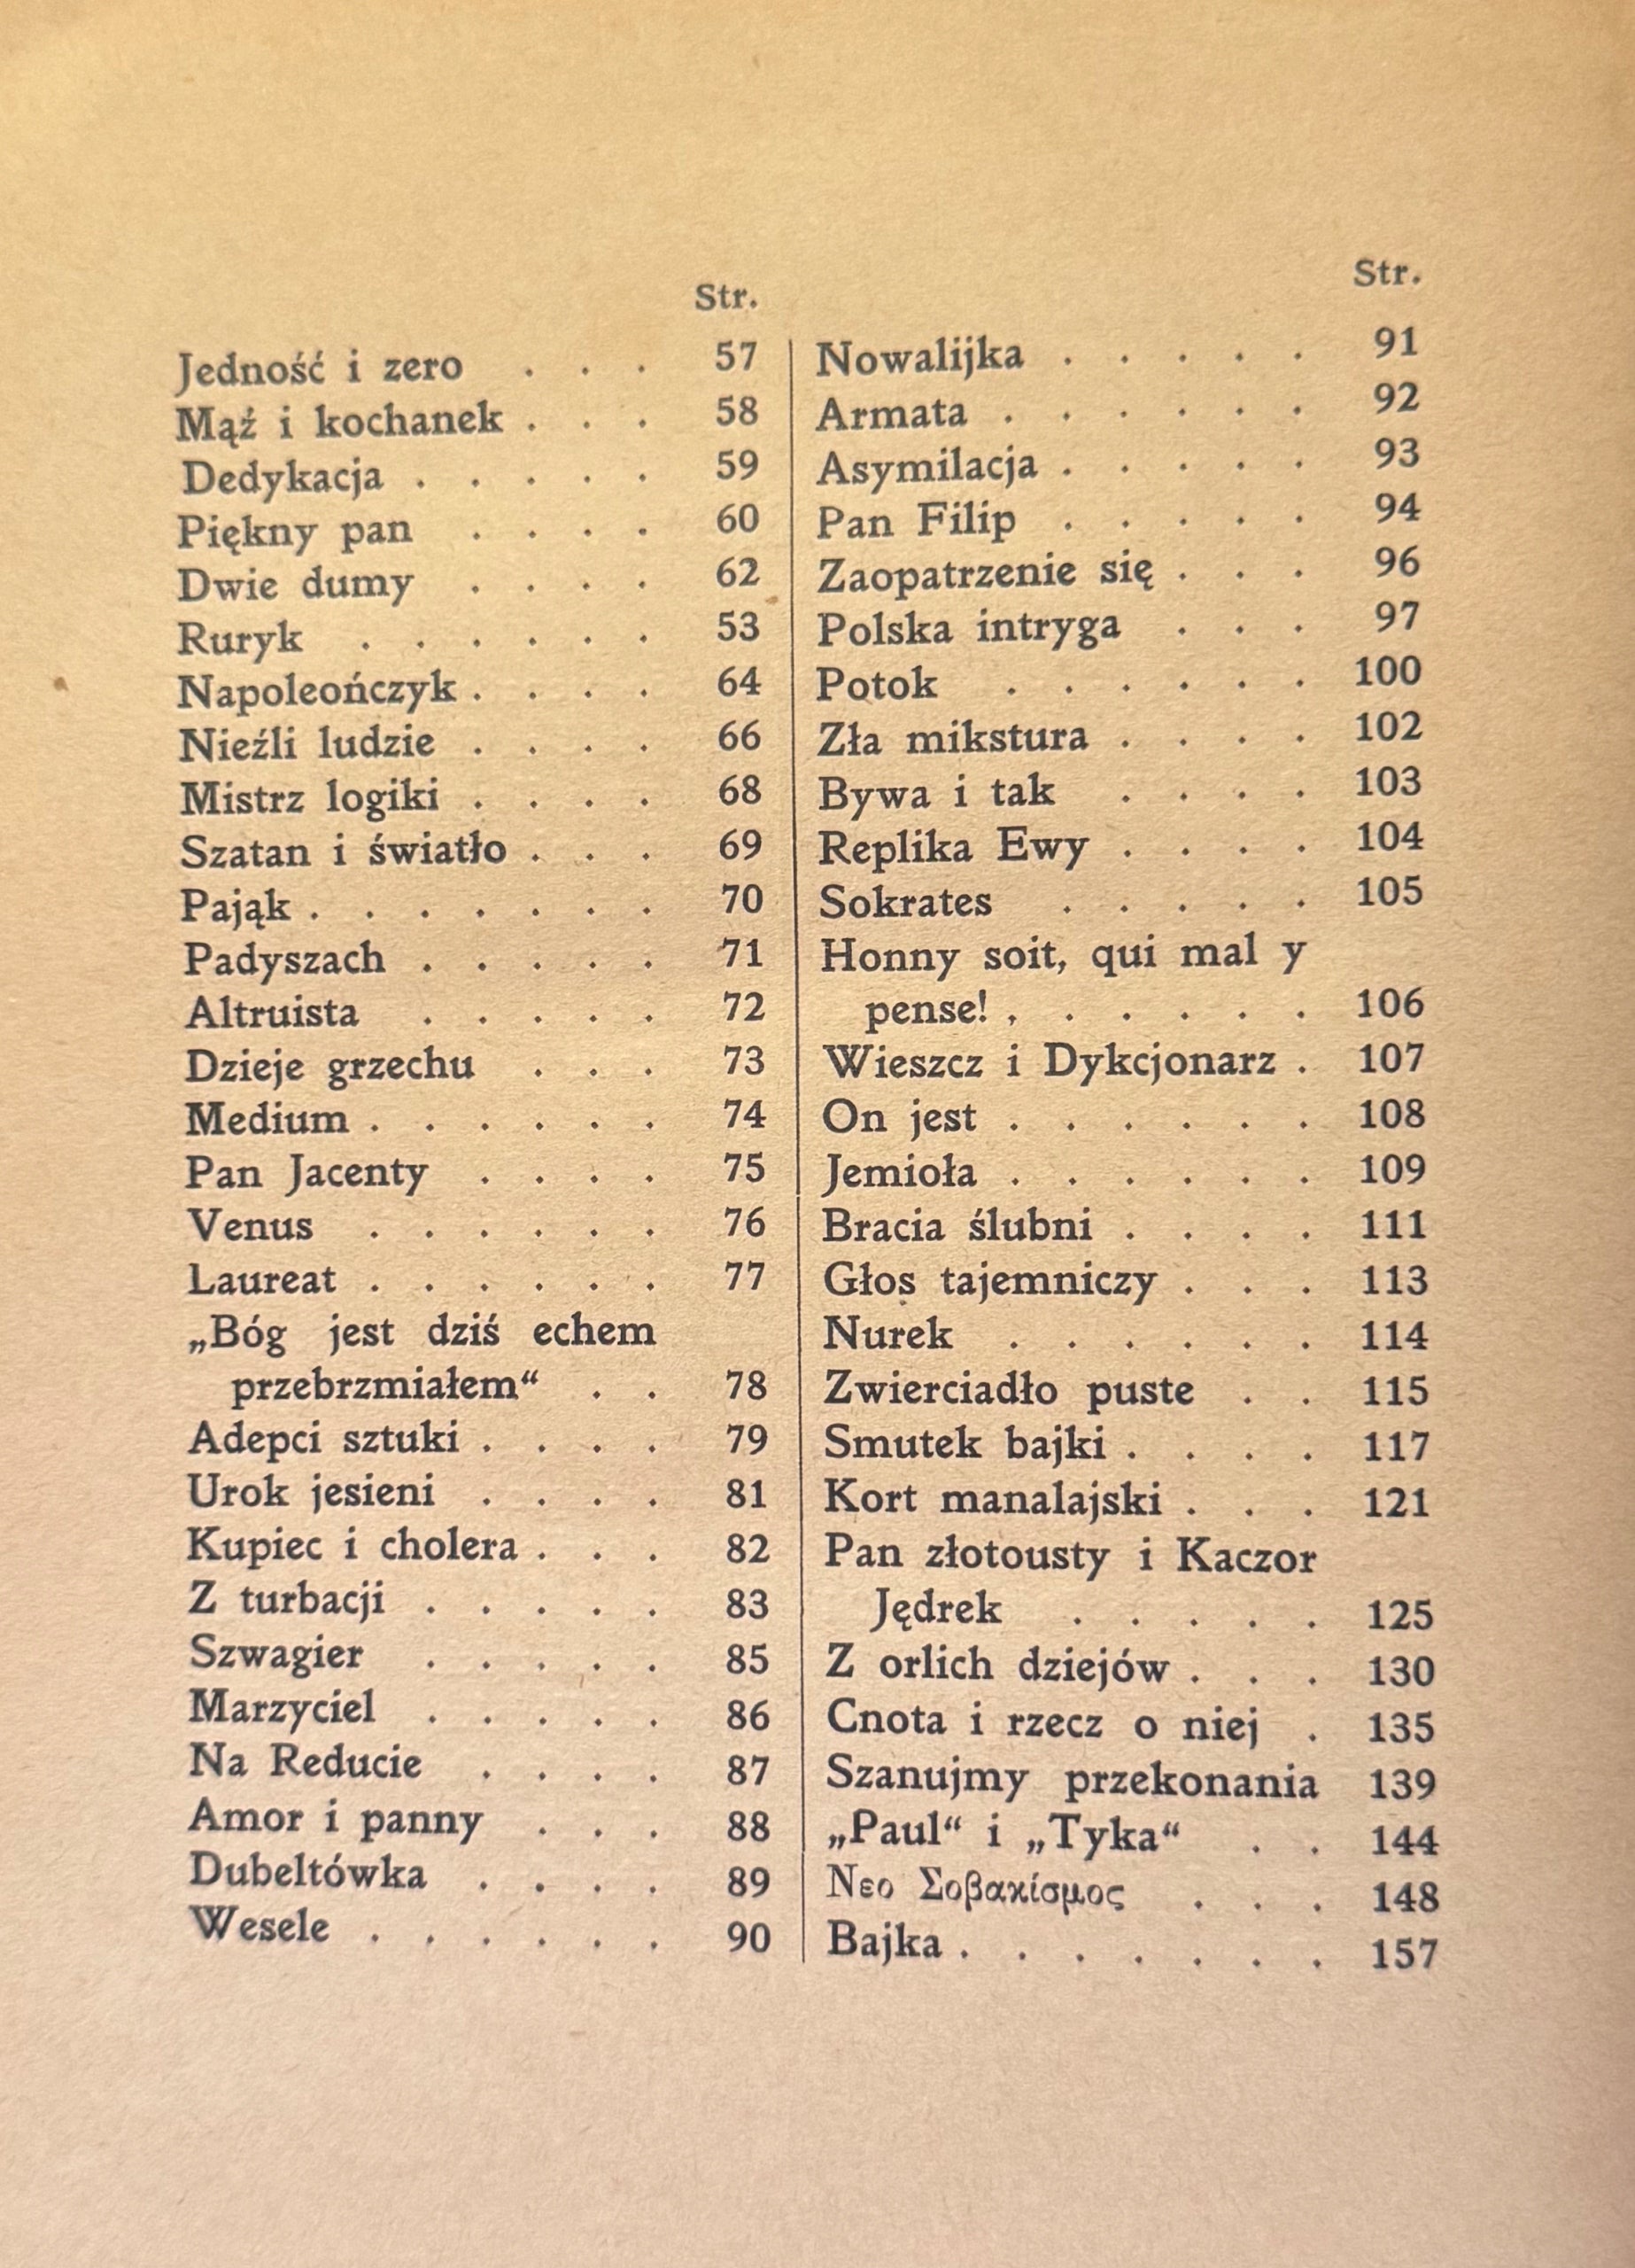 Str.
Jedność i zero . . . 57
Mąż i kochanek . . . 58
Dedykacja . . . . . 59
Piękny pan . . . . 60
Dwie dumy . . . . 62
Ruryk . . . . . . 53
Napoleończyk . . . . 64
Nieźli ludzie . . . . 66
Mistrz logiki . . . . 68
Szatan i światło . . . 69
Pająk . . . . . . . 70
Padyszach . . . . . 71
Altruista . . . . . 72
Dzieje grzechu . . . 73
Medium . . . . . . 74
Pan Jacenty . . . . 75
Venus . . . . . . 76
Laureat . . . . . . 77
„Bóg jest dziś echem
przebrzmiałem“ . . 78
Adepci sztuki . . . . 79
Urok jesieni . . . . 81
Kupiec i cholera . . . 82
Z turbacji . . . . . 83
Szwagier . . . . . 85
Marzyciel . . . . . 86
Na Reducie . . . . 87
Amor i panny . . . 88
Dubeltówka . . . . 89
Wesele . . . . . . 90
Str.
Nowalijka . . . . . 91
Armata . . . . . . 92
Asymilacja . . . . . 93
Pan Filip . . . . . 94
Zaopatrzenie się . . . 96
Polska intryga . . . 97
Potok . . . . . . 100
Zła mikstura . . . . 102
Bywa i tak . . . . 103
Replika Ewy . . . . 104
Sokrates . . . . . 105
Honny soit, qui mal y
pense! . . . . . . 106
Wieszcz i Dykcjonarz . 107
On jest . . . . . . 108
Jemioła . . . . . . 109
Bracia ślubni . . . . 111
Głos tajemniczy . . . 113
Nurek . . . . . . 114
Zwierciadło puste . . 115
Smutek bajki . . . . 117
Kort manalajski . . . 121
Pan złotousty i Kaczor
Jędrek . . . . . 125
Z orlich dziejów . . . 130
Cnota i rzecz o niej . 135
Szanujmy przekonania 139
„Paul“ i „Tyka“ . . 144
Νεο Σοβακίσμος . . . 148
Bajka . . . . . . . 157